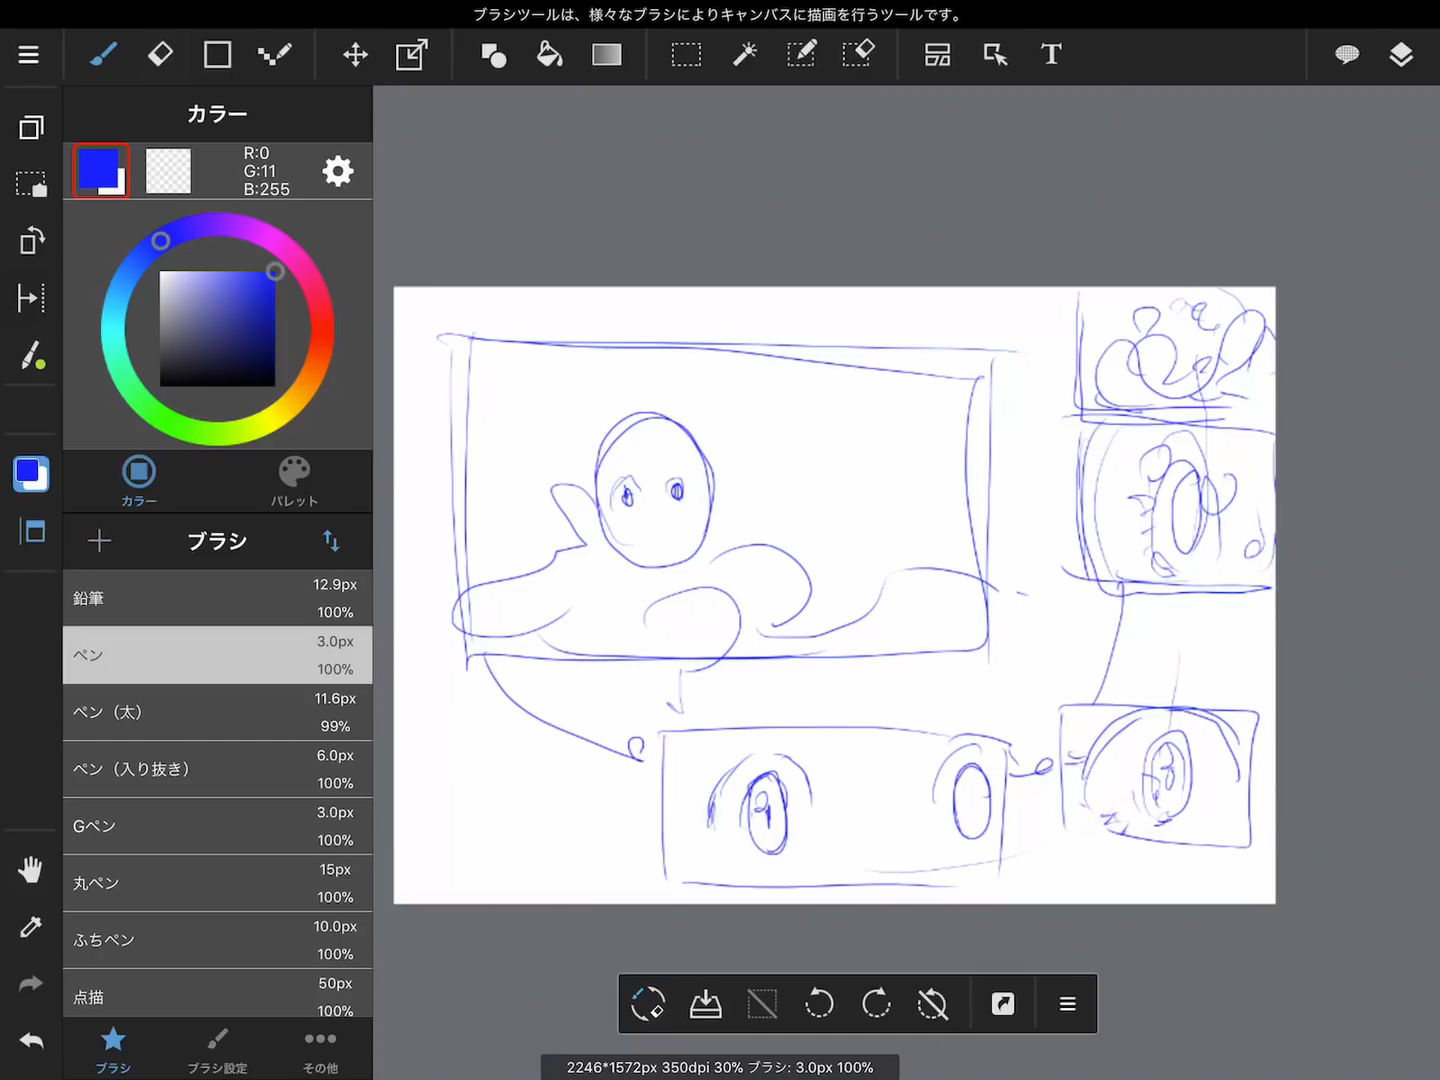 ブラシツールは、様々なブラシによりキャンバスに描画を行うツールです。
T
カラー
R:0
G:11
B:255
カラー
パレット
ブラシ
鉛筆
12.9px
100%
ペン
3.0px
100%
ペン（太）
11.6px
99%
ペン（入り抜き）
6.0px
100%
Gペン
3.0px
100%
丸ペン
15px
100%
ふちペン
10.0px
100%
点描
50px
100%
ブラシ
ブラシ設定
その他
2246*1572px 350dpi 30% ブラシ: 3.0px 100%